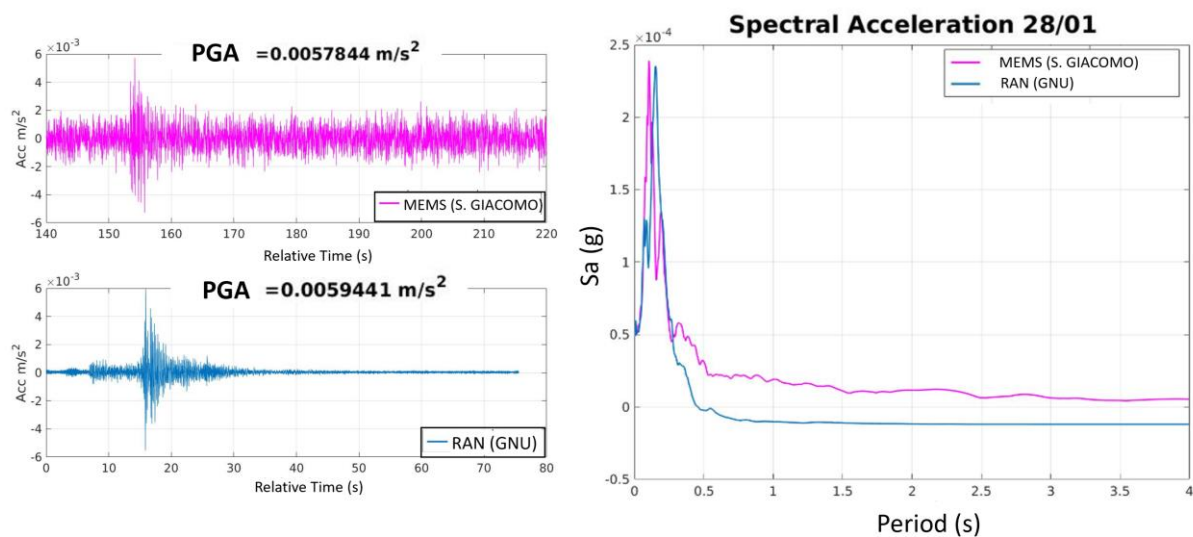 PGA =0.0057844 m/s²
×10⁻³
6
4
2
0
-2
-4
-6
Acc m/s²
MEMS (S. GIACOMO)
140 150 160 170 180 190 200 210 220
Relative Time (s)
PGA =0.0059441 m/s²
×10⁻³
6
4
2
0
-2
-4
-6
Acc m/s²
RAN (GNU)
0 10 20 30 40 50 60 70 80
Relative Time (s)
Spectral Acceleration 28/01
×10⁻⁴
2.5
2
1.5
1
0.5
0
-0.5
Sa (g)
MEMS (S. GIACOMO)
RAN (GNU)
0 0.5 1 1.5 2 2.5 3 3.5 4
Period (s)